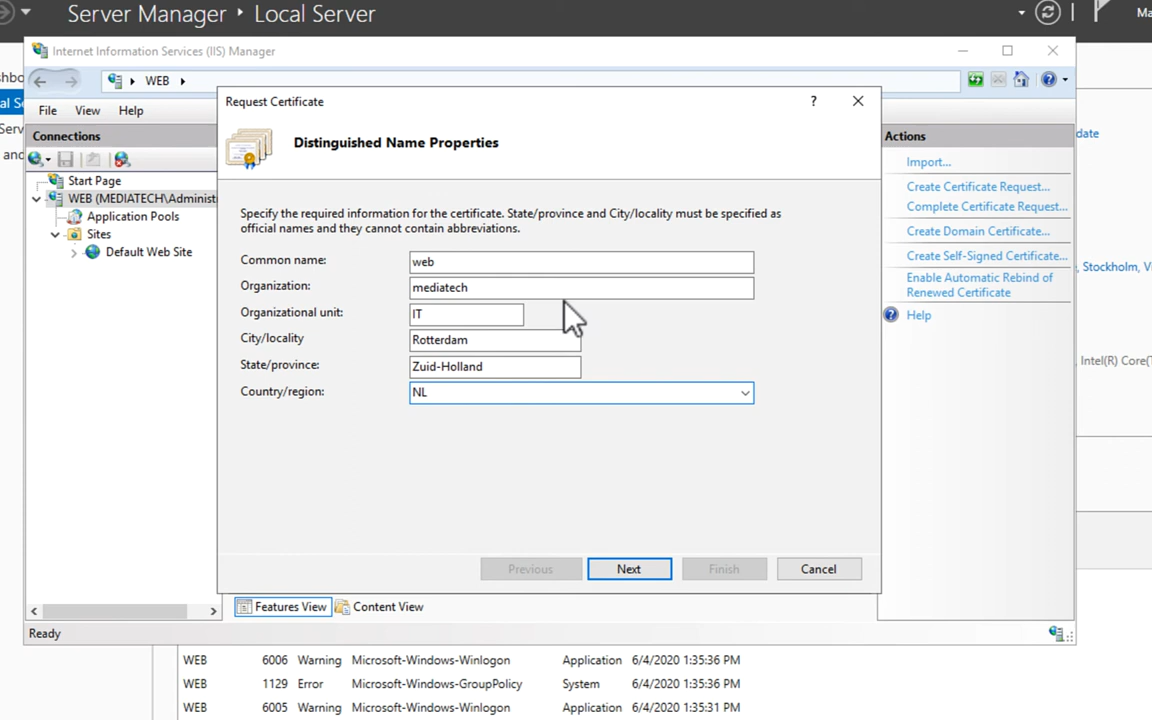 Server Manager ‣ Local Server
Internet Information Services (IIS) Manager
WEB
File View Help
Connections
Start Page
WEB (MEDIATECH\Administ
Application Pools
Sites
Default Web Site
Request Certificate
?
Distinguished Name Properties
Specify the required information for the certificate. State/province and City/locality must be specified as
official names and they cannot contain abbreviations.
Common name: web
Organization: mediatech
Organizational unit: IT
City/locality Rotterdam
State/province: Zuid-Holland
Country/region: NL
Previous Next Finish Cancel
Actions
Import...
Create Certificate Request...
Complete Certificate Request...
Create Domain Certificate...
Create Self-Signed Certificate...
Enable Automatic Rebind of
Renewed Certificate
Help
Features View Content View
Ready
date
, Stockholm, V
, Intel(R) Core(T
WEB 6006 Warning Microsoft-Windows-Winlogon Application 6/4/2020 1:35:36 PM
WEB 1129 Error Microsoft-Windows-GroupPolicy System 6/4/2020 1:35:36 PM
WEB 6005 Warning Microsoft-Windows-Winlogon Application 6/4/2020 1:35:31 PM